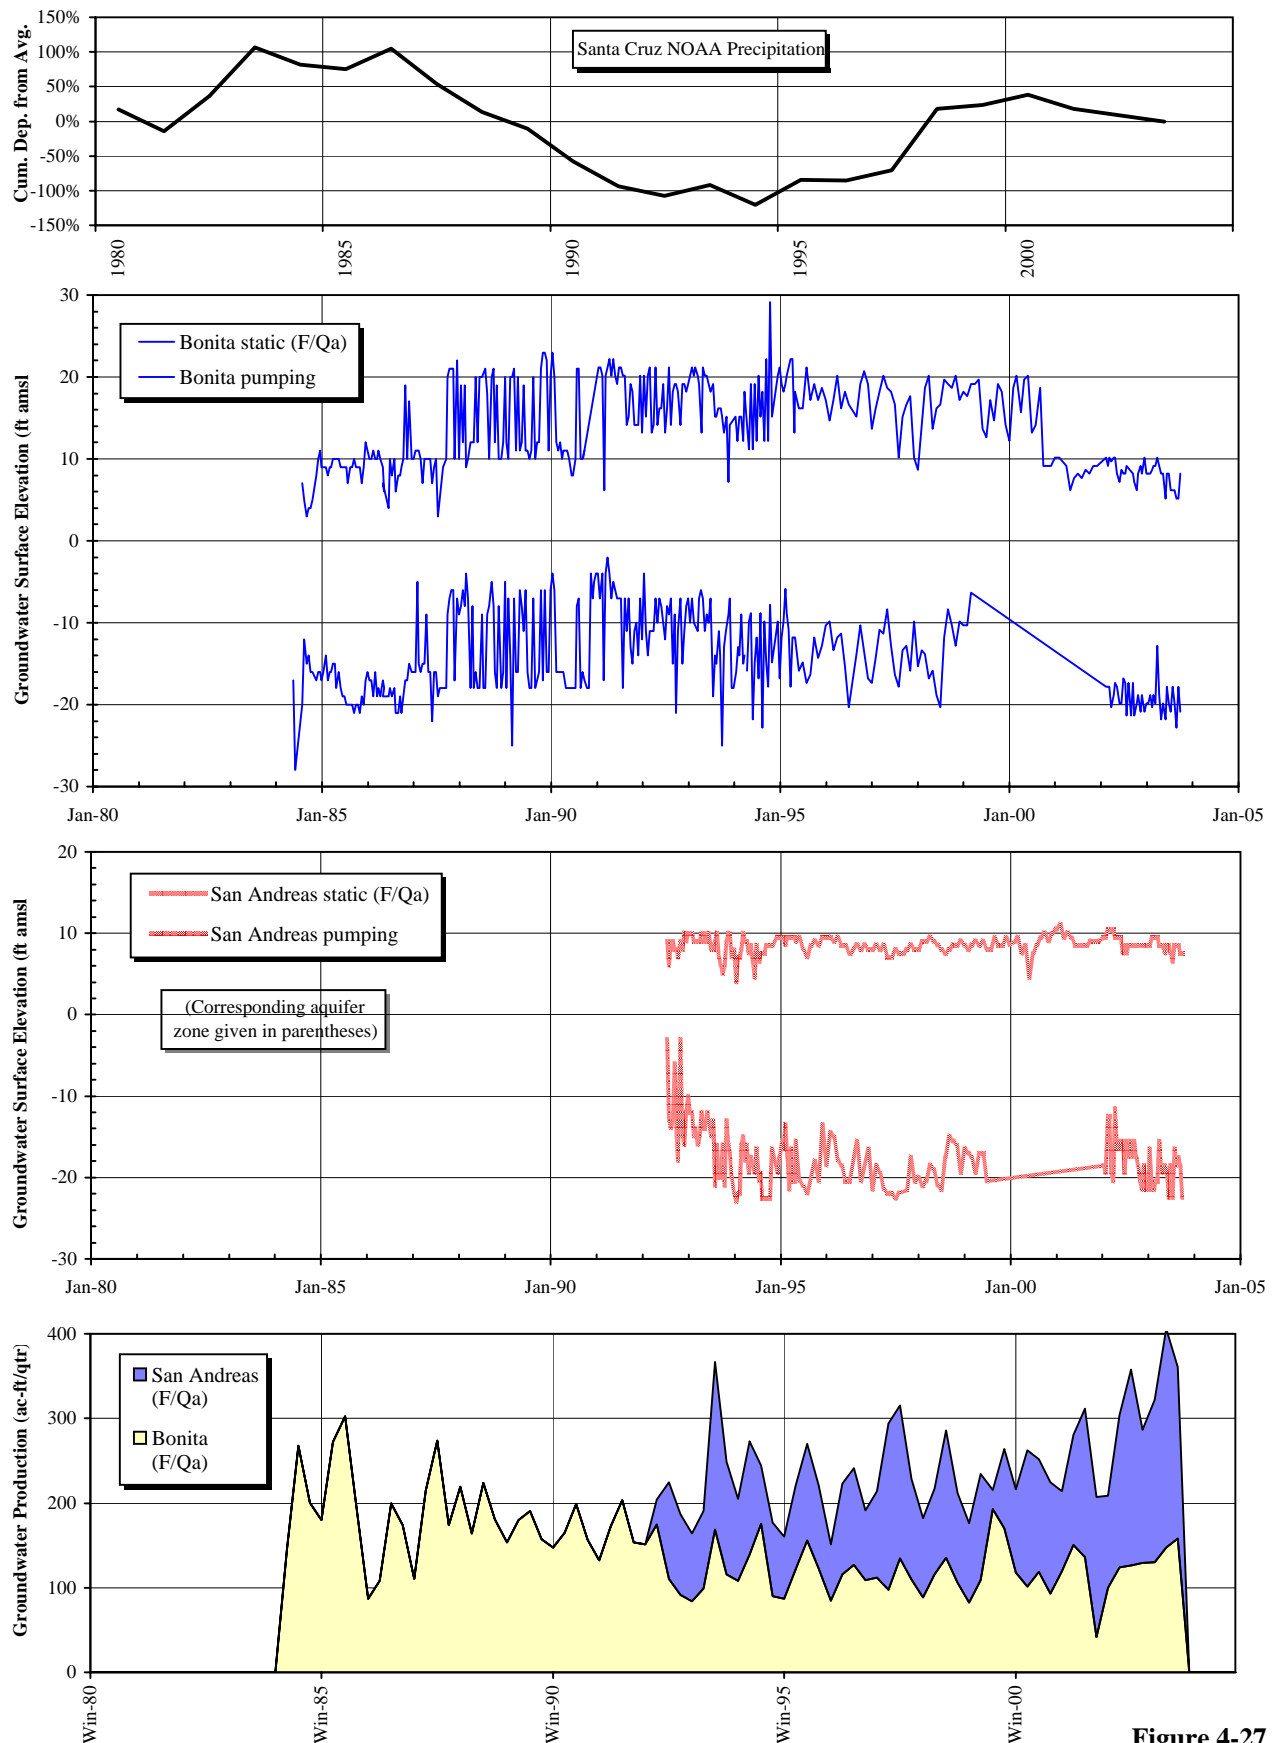 Cum. Dep. from Avg.
150%
100%
50%
0%
-50%
-100%
-150%
Santa Cruz NOAA Precipitation
1980
1985
1990
1995
2000
Groundwater Surface Elevation (ft amsl
30
20
10
0
-10
-20
-30
Bonita static (F/Qa)
Bonita pumping
Jan-80
Jan-85
Jan-90
Jan-95
Jan-00
Jan-05
Groundwater Surface Elevation (ft amsl
20
10
0
-10
-20
-30
San Andreas static (F/Qa)
San Andreas pumping
(Corresponding aquifer
zone given in parentheses)
Jan-80
Jan-85
Jan-90
Jan-95
Jan-00
Jan-05
Groundwater Production (ac-ft/qtr)
400
300
200
100
0
San Andreas
(F/Qa)
Bonita
(F/Qa)
Win-80
Win-85
Win-90
Win-95
Win-00
Figure 4-27